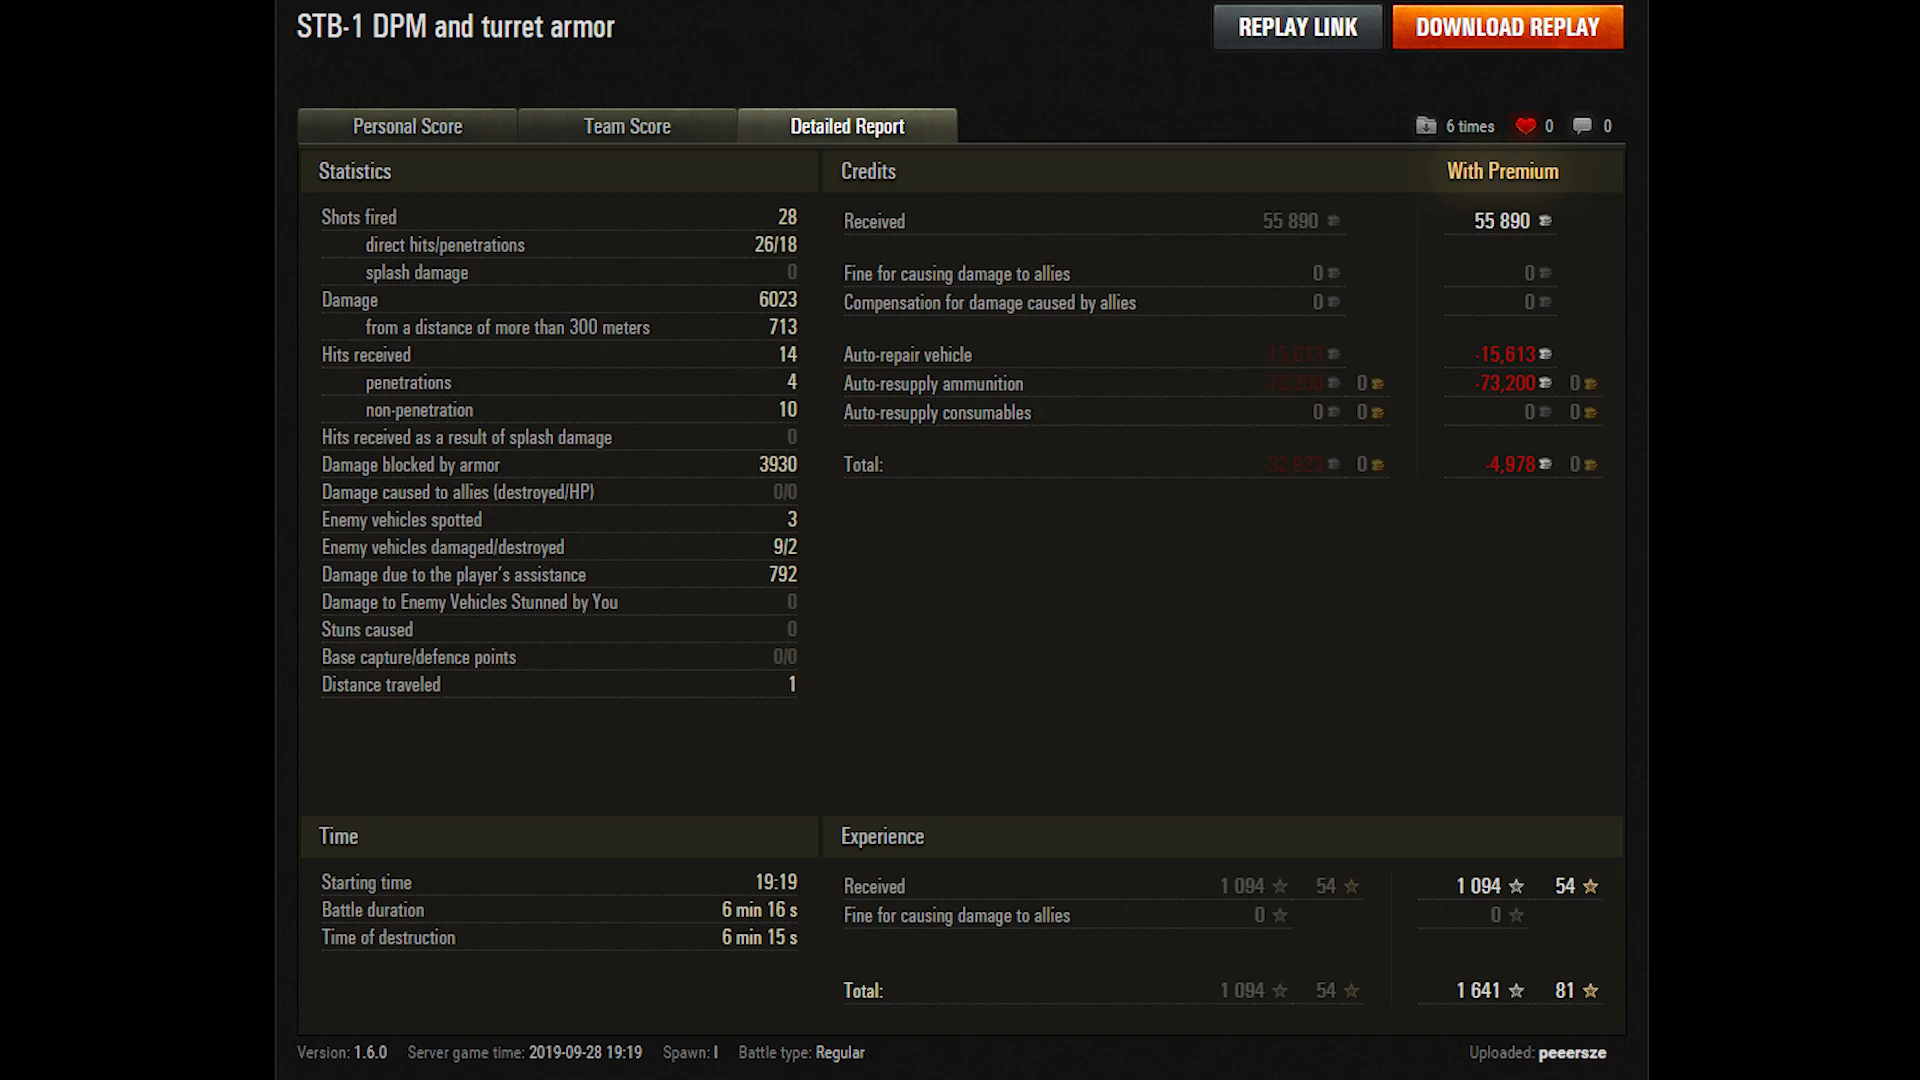 STB-1 DPM and turret armor
REPLAY LINK
DOWNLOAD REPLAY
Personal Score
Team Score
Detailed Report
6 times 0 0
Statistics
Shots fired 28
direct hits/penetrations 26/18
splash damage 0
Damage 6023
from a distance of more than 300 meters 713
Hits received 14
penetrations 4
non-penetration 10
Hits received as a result of splash damage 0
Damage blocked by armor 3930
Damage caused to allies (destroyed/HP) 0/0
Enemy vehicles spotted 3
Enemy vehicles damaged/destroyed 9/2
Damage due to the player's assistance 792
Damage to Enemy Vehicles Stunned by You 0
Stuns caused 0
Base capture/defence points 0/0
Distance traveled 1
Credits With Premium
Received 55 890 55 890
Fine for causing damage to allies 0 0
Compensation for damage caused by allies 0 0
Auto-repair vehicle -15,613 -15,613
Auto-resupply ammunition -73,200 0 -73,200 0
Auto-resupply consumables 0 0 0 0
Total: -32,923 0 -4,978 0
Time
Starting time 19:19
Battle duration 6 min 16 s
Time of destruction 6 min 15 s
Experience
Received 1 094 54 1 094 54
Fine for causing damage to allies 0 0
Total: 1 094 54 1 641 81
Version: 1.6.0 Server game time: 2019-09-28 19:19 Spawn: I Battle type: Regular
Uploaded: peeersze